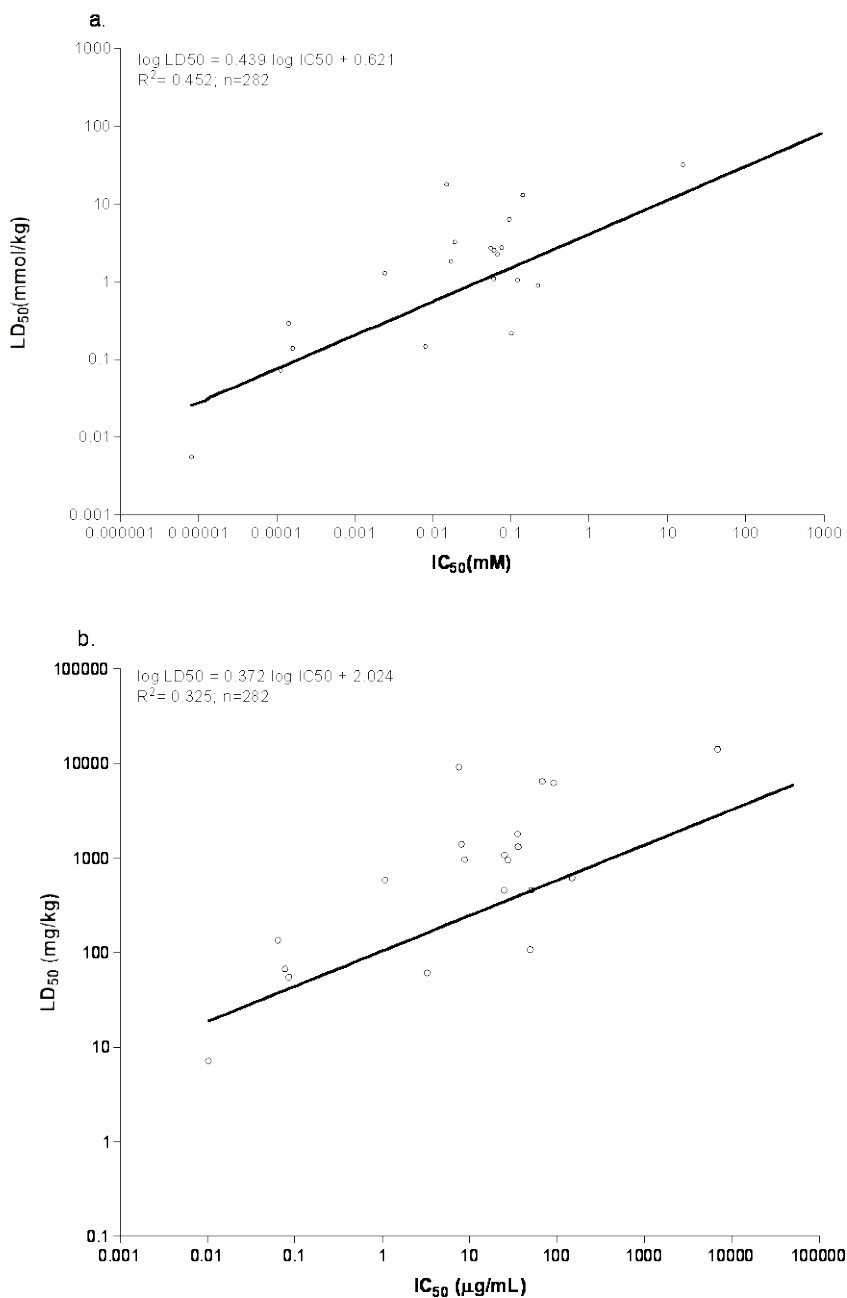 a.
log LD50 = 0.439 log IC50 + 0.621
R²= 0.452; n=282
1000
100
10
1
0.1
0.01
0.001
LD₅₀(mmol/kg)
0.000001 0.00001 0.0001 0.001 0.01 0.1 1 10 100 1000
IC₅₀(mM)
b.
log LD50 = 0.372 log IC50 + 2.024
R²= 0.325; n=282
100000
10000
1000
100
10
1
0.1
LD₅₀ (mg/kg)
0.001 0.01 0.1 1 10 100 1000 10000 100000
IC₅₀ (µg/mL)